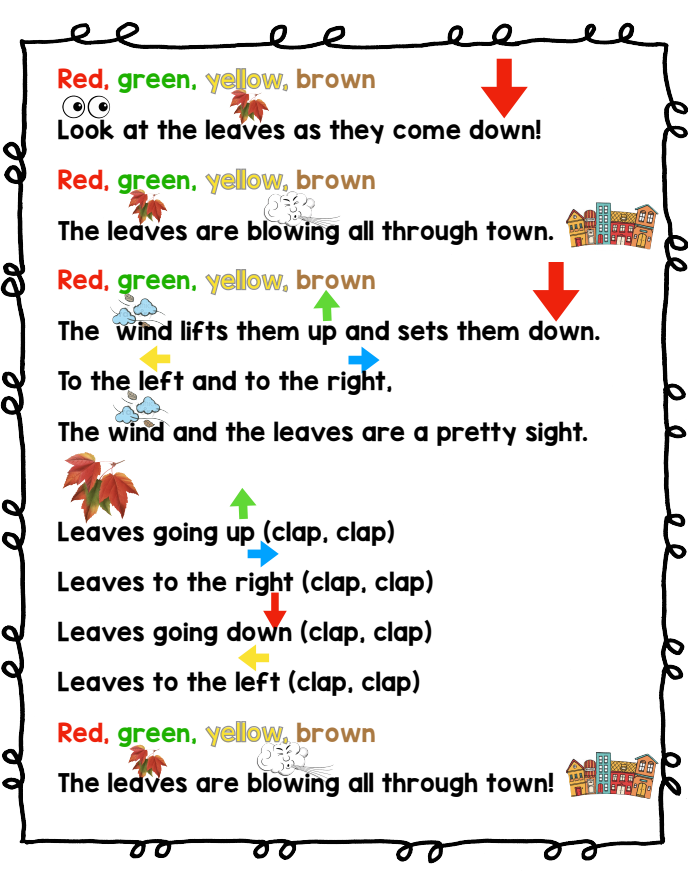 Red, green, yellow, brown
Look at the leaves as they come down!
Red, green, yellow, brown
The leaves are blowing all through town.
Red, green, yellow, brown
The wind lifts them up and sets them down.
To the left and to the right,
The wind and the leaves are a pretty sight.
Leaves going up (clap, clap)
Leaves to the right (clap, clap)
Leaves going down (clap, clap)
Leaves to the left (clap, clap)
Red, green, yellow, brown
The leaves are blowing all through town!